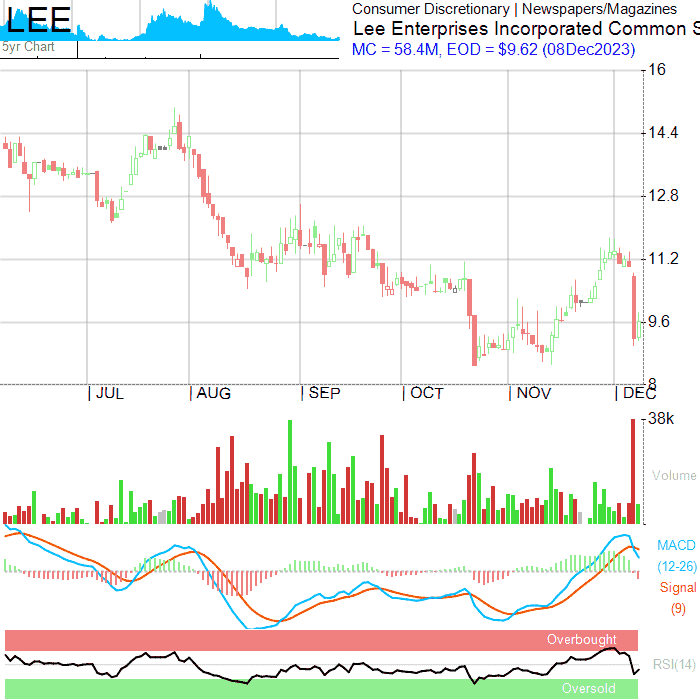 LEE
5yr Chart
Consumer Discretionary | Newspapers/Magazines
Lee Enterprises Incorporated Common S
MC = 58.4M, EOD = $9.62 (08Dec2023)
16
14.4
12.8
11.2
9.6
8
JUL AUG SEP OCT NOV DEC
38k
Volume
MACD
(12-26)
Signal
(9)
Overbought
RSI(14)
Oversold